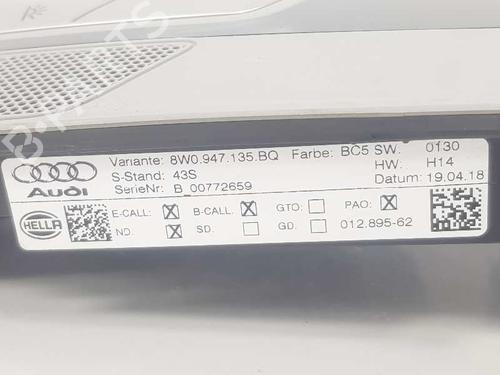 Variante: 8W0.947.135.BQ Farbe: BC5 SW: 0130
S-Stand: 43S HW: H14
SerieNr: B_00772659 Datum: 19.04.18
Audi
HELLA
E-CALL: B-CALL: GTO: PAO:
ND: SD: GD: 012.895-62